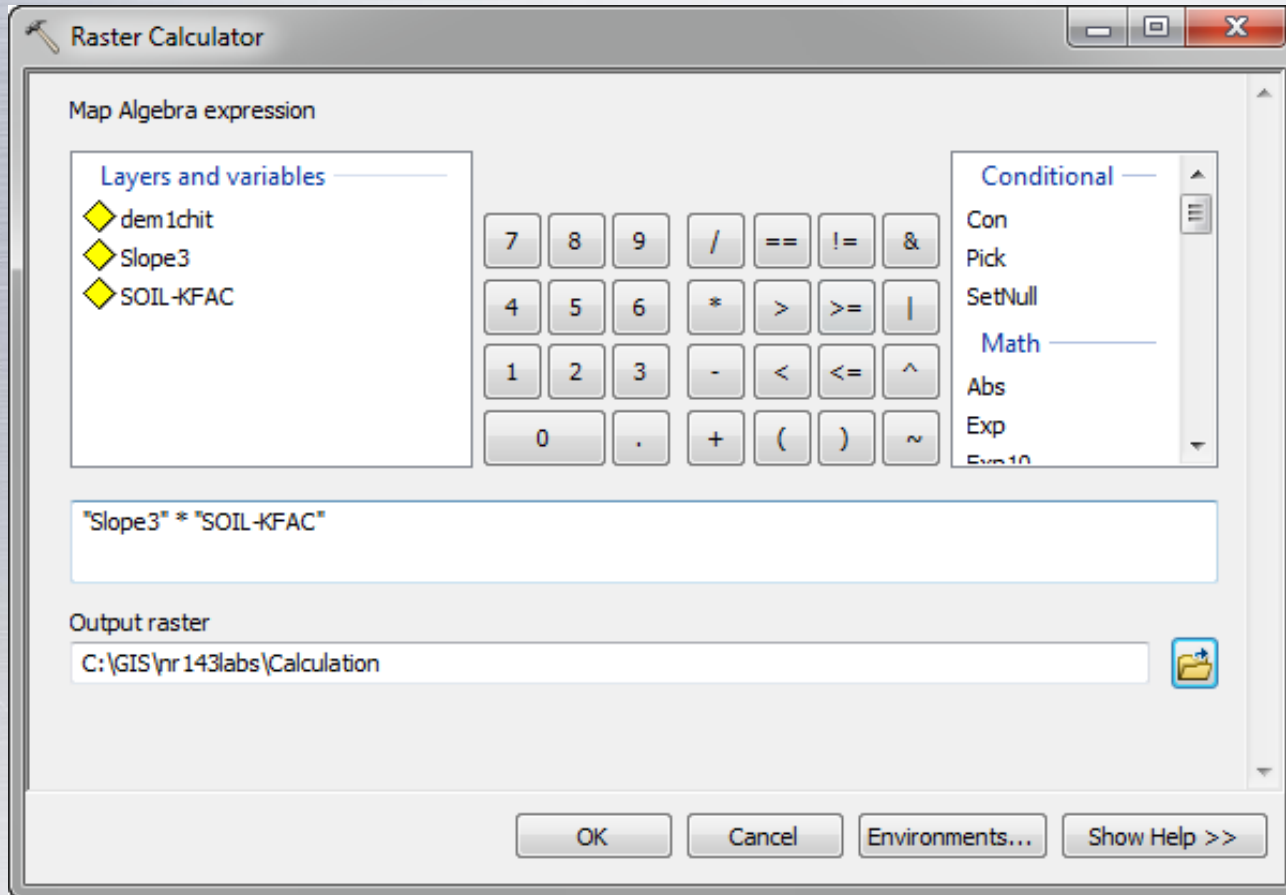 Raster Calculator
Map Algebra expression
Layers and variables
dem1chit
Slope3
SOIL-KFAC
7 8 9 / == != &
4 5 6 * > >= |
1 2 3 - < <= ^
0 . + ( ) ~
Conditional
Con
Pick
SetNull
Math
Abs
Exp
Exp10
"Slope3" * "SOIL-KFAC"
Output raster
C:\GIS\nr143labs\Calculation
OK Cancel Environments... Show Help >>